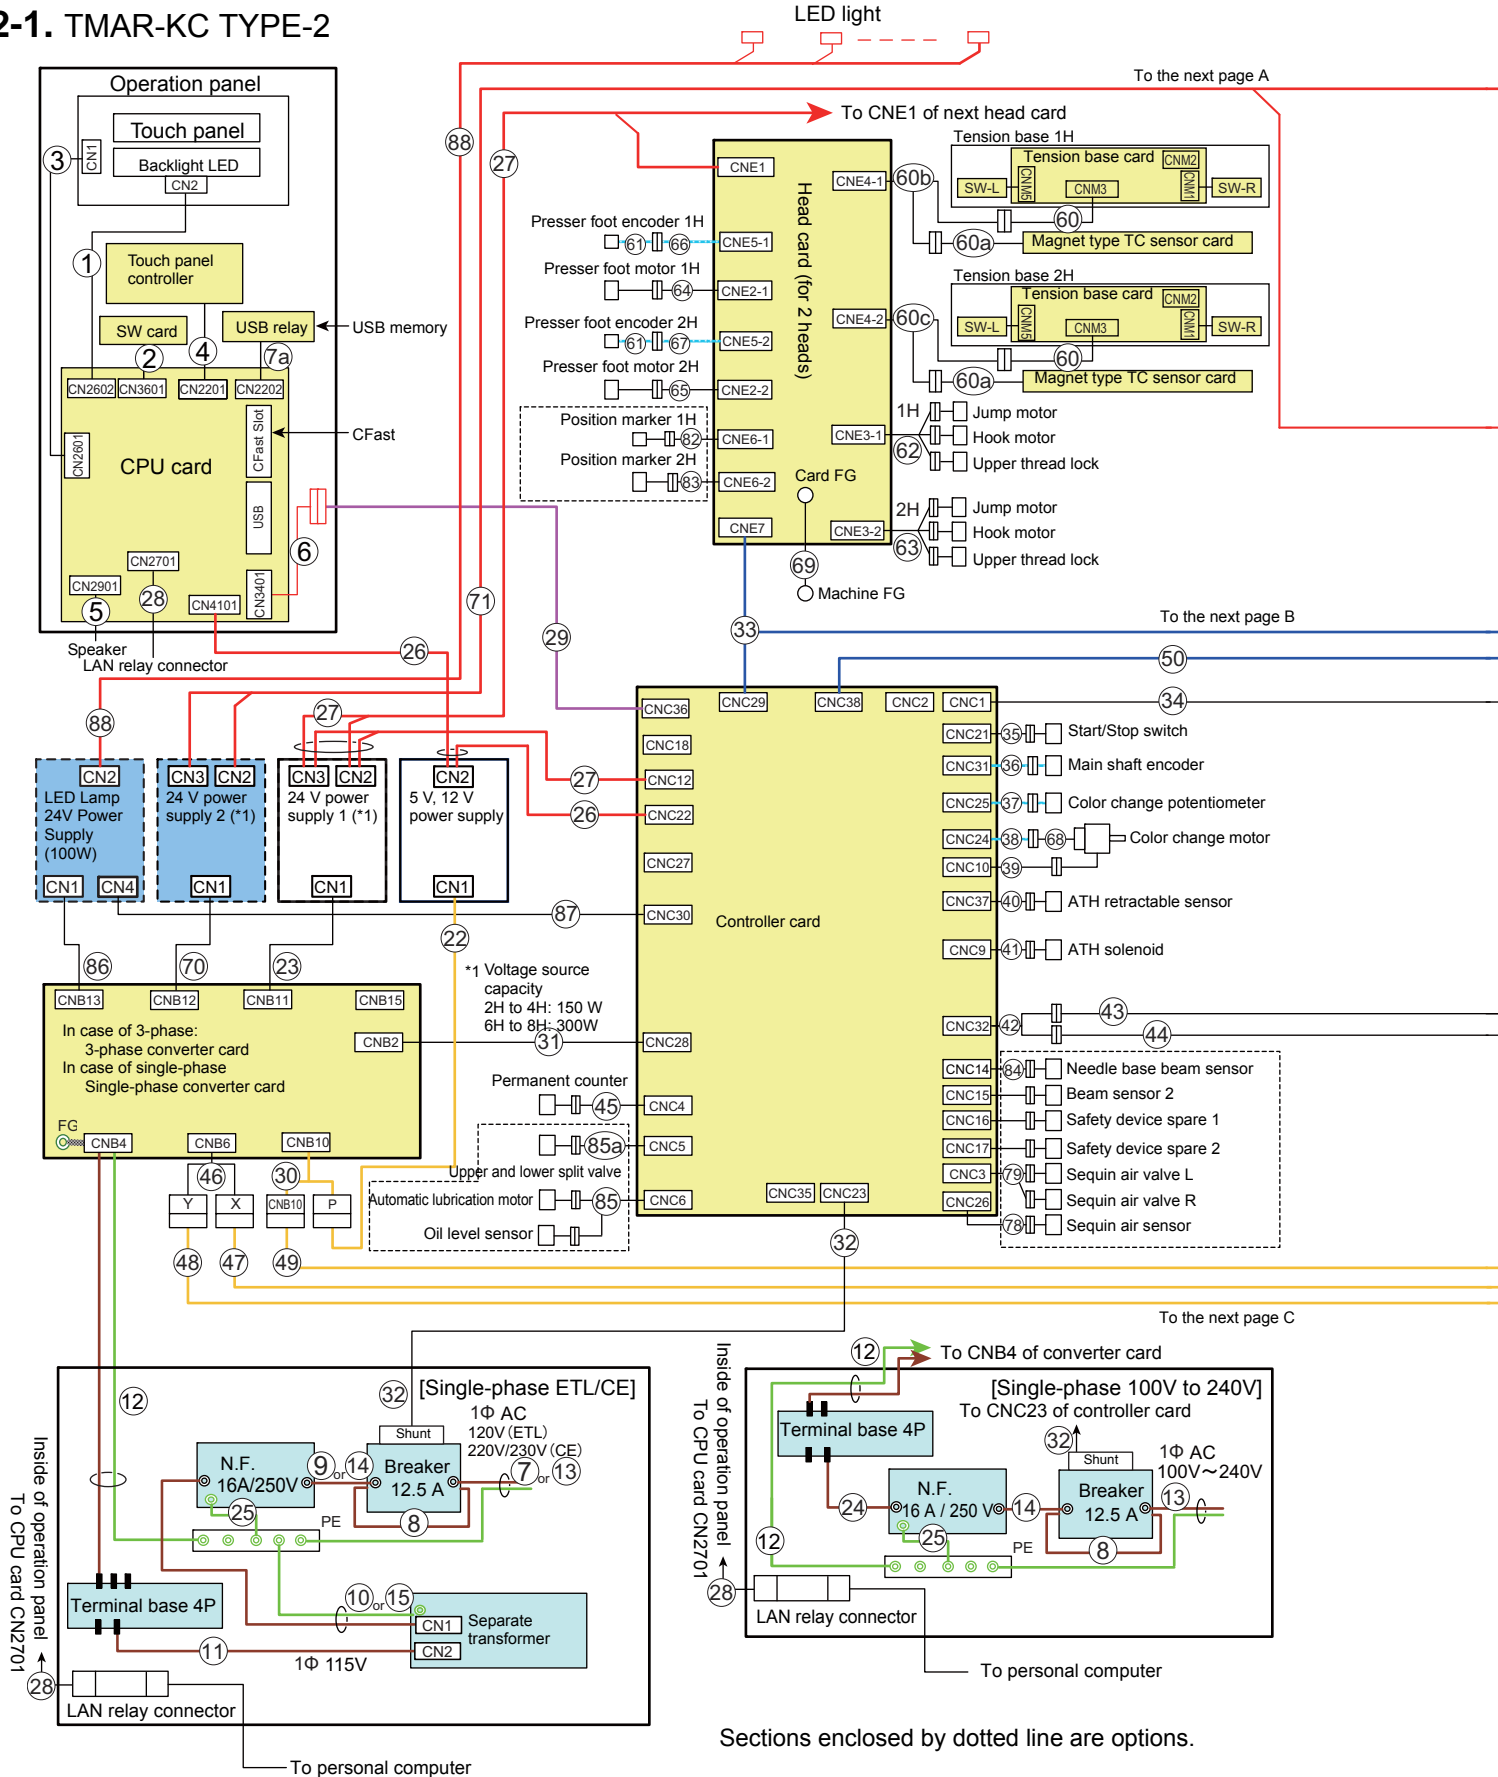 2-1. TMAR-KC TYPE-2
LED light
To the next page A
Operation panel
Touch panel
Backlight LED
CN1
CN2
3
1
Touch panel
controller
SW card
USB relay
USB memory
2
4
7a
CN2602
CN3601
CN2201
CN2202
CN2601
CFast Slot
CFast
CPU card
USB
6
CN2701
CN2901
CN4101
CN3401
5
28
Speaker
LAN relay connector
26
88
27
71
29
To CNE1 of next head card
CNE1
Head card (for 2 heads)
Presser foot encoder 1H
61
66
CNE5-1
Presser foot motor 1H
64
CNE2-1
Presser foot encoder 2H
61
67
CNE5-2
Presser foot motor 2H
65
CNE2-2
Position marker 1H
82
CNE6-1
Position marker 2H
83
CNE6-2
CNE7
CNE4-1
60b
CNE4-2
60c
CNE3-1
CNE3-2
Card FG
69
Machine FG
Tension base 1H
Tension base card
CNM2
SW-L
CNM5
CNM3
CNM1
SW-R
60
60a
Magnet type TC sensor card
Tension base 2H
Tension base card
CNM2
SW-L
CNM5
CNM3
CNM1
SW-R
60
60a
Magnet type TC sensor card
1H
62
Jump motor
Hook motor
Upper thread lock
2H
63
Jump motor
Hook motor
Upper thread lock
33
To the next page B
50
34
88
27
CN2
LED Lamp
24V Power
Supply
(100W)
CN1
CN4
CN3
CN2
24 V power
supply 2 (*1)
CN1
CN3
CN2
24 V power
supply 1 (*1)
CN1
CN2
5 V, 12 V
power supply
CN1
27
26
87
22
86
70
23
*1 Voltage source
capacity
2H to 4H: 150 W
6H to 8H: 300W
31
CNB13
CNB12
CNB11
CNB15
In case of 3-phase:
3-phase converter card
In case of single-phase
Single-phase converter card
CNB2
FG
CNB4
CNB6
CNB10
46
30
Y
X
CNB10
P
48
47
49
CNC36
CNC29
CNC38
CNC2
CNC1
CNC18
CNC12
CNC22
CNC27
CNC30
CNC28
CNC4
CNC5
CNC6
Controller card
CNC35
CNC23
CNC21
35
Start/Stop switch
CNC31
36
Main shaft encoder
CNC25
37
Color change potentiometer
CNC24
38
68
Color change motor
CNC10
39
CNC37
40
ATH retractable sensor
CNC9
41
ATH solenoid
CNC32
42
43
44
CNC14
84
Needle base beam sensor
CNC15
Beam sensor 2
CNC16
Safety device spare 1
CNC17
Safety device spare 2
CNC3
79
Sequin air valve L
Sequin air valve R
CNC26
78
Sequin air sensor
Permanent counter
45
85a
Upper and lower split valve
Automatic lubrication motor
85
Oil level sensor
32
To the next page C
12
32
[Single-phase ETL/CE]
1Φ AC
120V (ETL)
220V/230V (CE)
Shunt
N.F.
16A/250V
9 or 14
Breaker
12.5 A
7 or 13
25
8
PE
Terminal base 4P
10 or 15
CN1
CN2
Separate
transformer
11
1Φ 115V
Inside of operation panel
To CPU card CN2701
28
LAN relay connector
To personal computer
12
To CNB4 of converter card
[Single-phase 100V to 240V]
To CNC23 of controller card
Terminal base 4P
32
Shunt
1Φ AC
100V～240V
24
N.F.
16 A / 250 V
14
Breaker
12.5 A
13
25
8
12
PE
Inside of operation panel
To CPU card CN2701
28
LAN relay connector
To personal computer
Sections enclosed by dotted line are options.